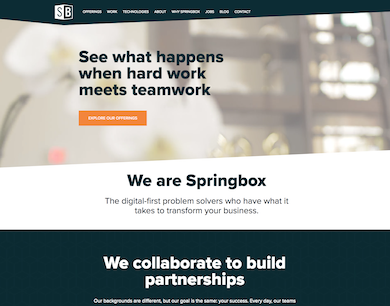 SB
OFFERINGS WORK TECHNOLOGIES ABOUT WHY SPRINGBOX JOBS BLOG CONTACT
See what happens
when hard work
meets teamwork
EXPLORE OUR OFFERINGS
We are Springbox
The digital-first problem solvers who have what it
takes to transform your business.
We collaborate to build
partnerships
Our backgrounds are different, but our goal is the same: your success. Every day, our teams